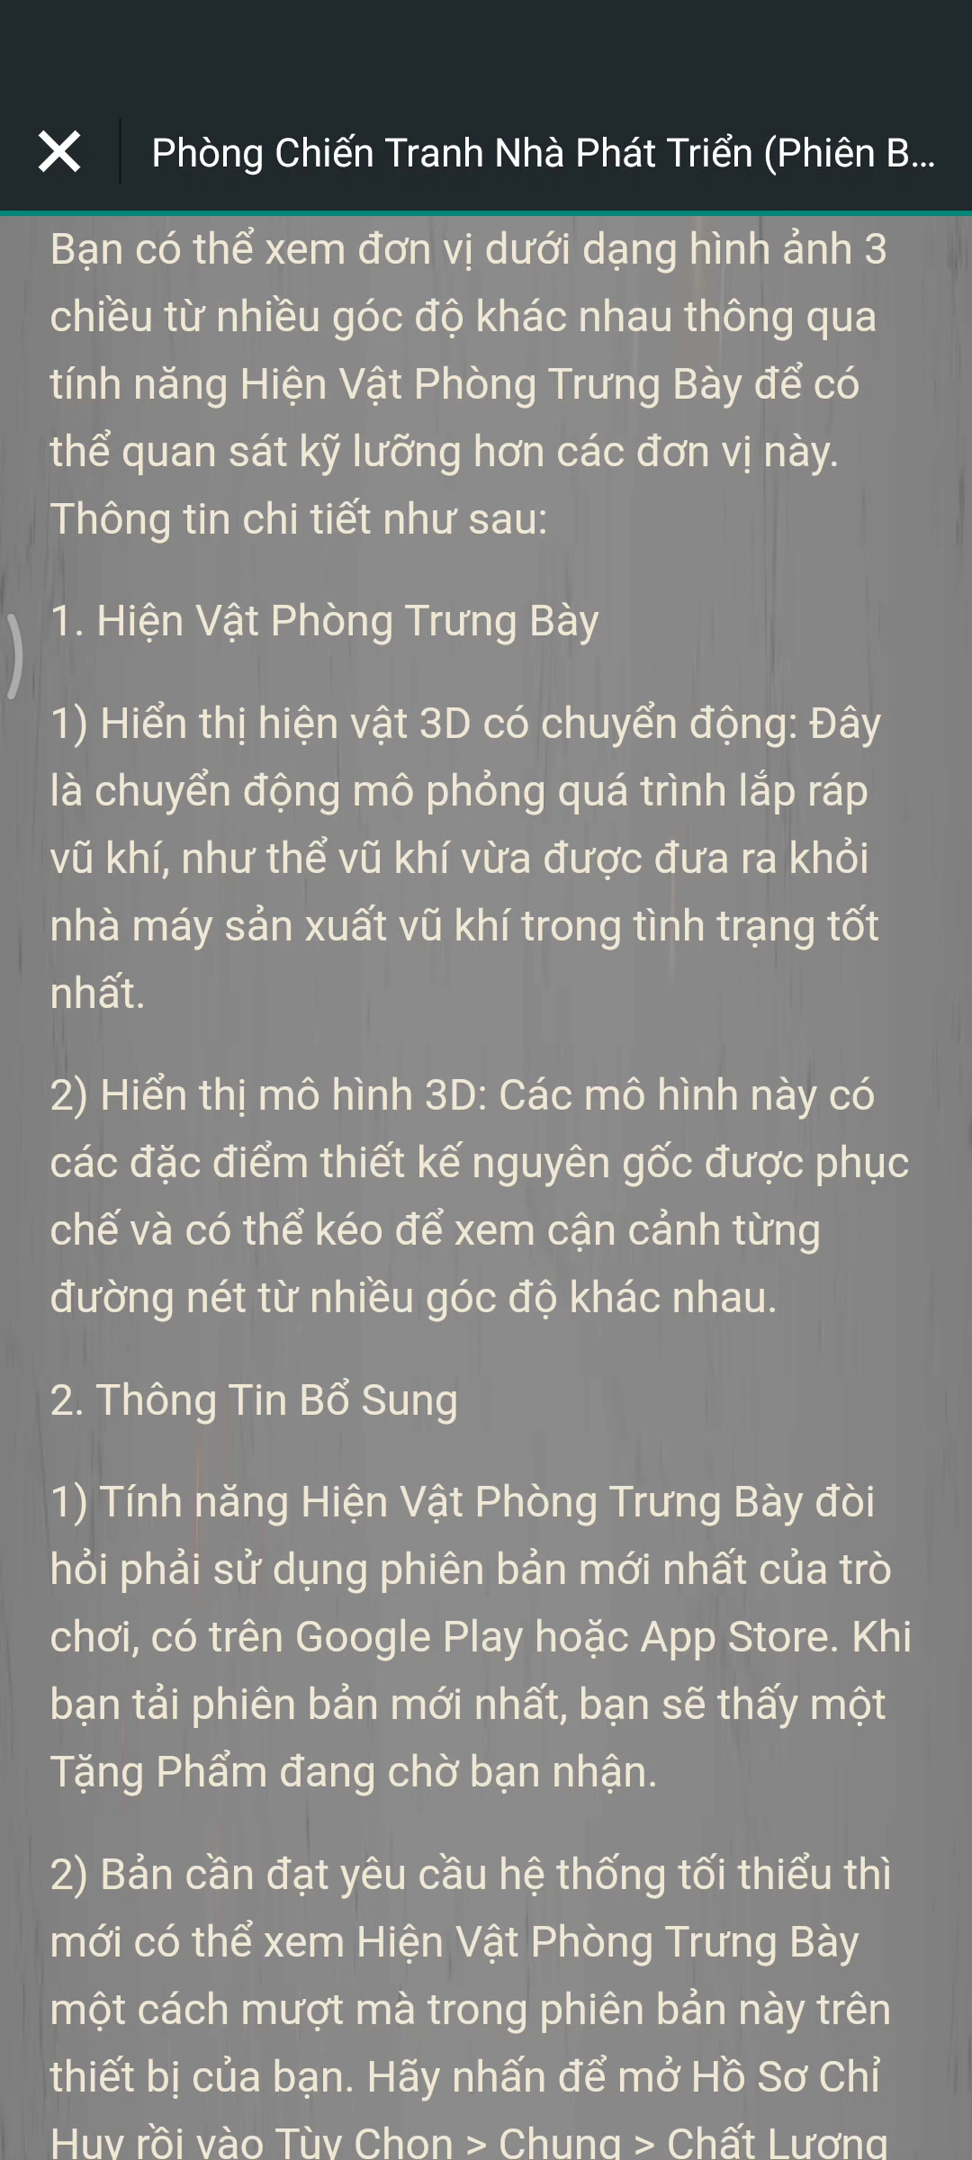 Phòng Chiến Tranh Nhà Phát Triển (Phiên B...
Bạn có thể xem đơn vị dưới dạng hình ảnh 3
chiều từ nhiều góc độ khác nhau thông qua
tính năng Hiện Vật Phòng Trưng Bày để có
thể quan sát kỹ lưỡng hơn các đơn vị này.
Thông tin chi tiết như sau:
1. Hiện Vật Phòng Trưng Bày
1) Hiển thị hiện vật 3D có chuyển động: Đây
là chuyển động mô phỏng quá trình lắp ráp
vũ khí, như thể vũ khí vừa được đưa ra khỏi
nhà máy sản xuất vũ khí trong tình trạng tốt
nhất.
2) Hiển thị mô hình 3D: Các mô hình này có
các đặc điểm thiết kế nguyên gốc được phục
chế và có thể kéo để xem cận cảnh từng
đường nét từ nhiều góc độ khác nhau.
2. Thông Tin Bổ Sung
1) Tính năng Hiện Vật Phòng Trưng Bày đòi
hỏi phải sử dụng phiên bản mới nhất của trò
chơi, có trên Google Play hoặc App Store. Khi
bạn tải phiên bản mới nhất, bạn sẽ thấy một
Tặng Phẩm đang chờ bạn nhận.
2) Bản cần đạt yêu cầu hệ thống tối thiểu thì
mới có thể xem Hiện Vật Phòng Trưng Bày
một cách mượt mà trong phiên bản này trên
thiết bị của bạn. Hãy nhấn để mở Hồ Sơ Chỉ
Huy rồi vào Tùy Chọn > Chung > Chất Lượng